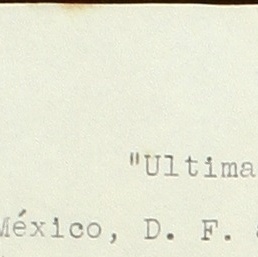 "Ultima
México, D. F.